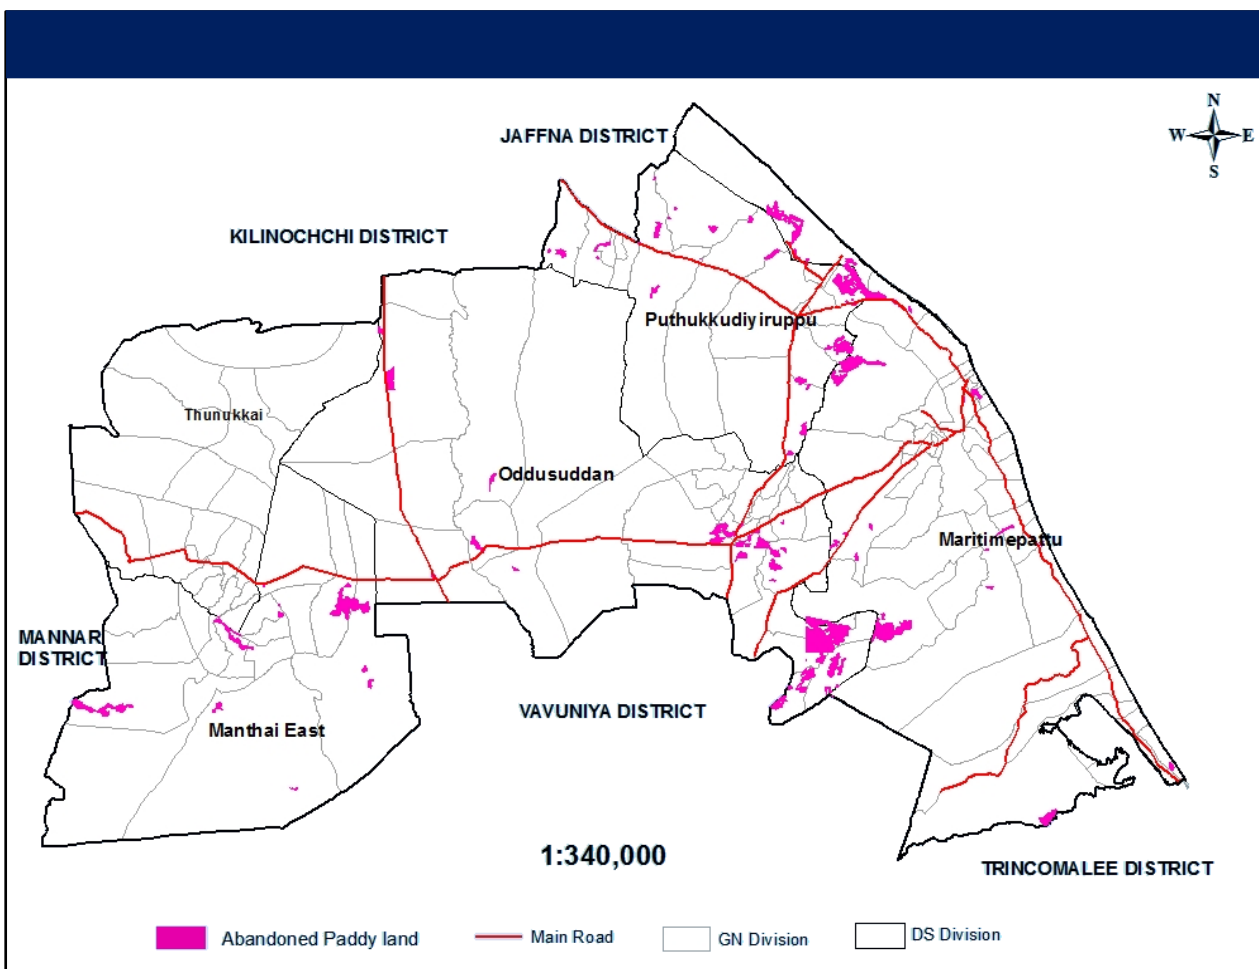 N
W
E
S
JAFFNA DISTRICT
KILINOCHCHI DISTRICT
Puthukkudiyiruppu
Thunukkai
Oddusuddan
Maritimepattu
MANNAR
DISTRICT
VAVUNIYA DISTRICT
Manthai East
1:340,000
TRINCOMALEE DISTRICT
Abandoned Paddy land
Main Road
GN Division
DS Division